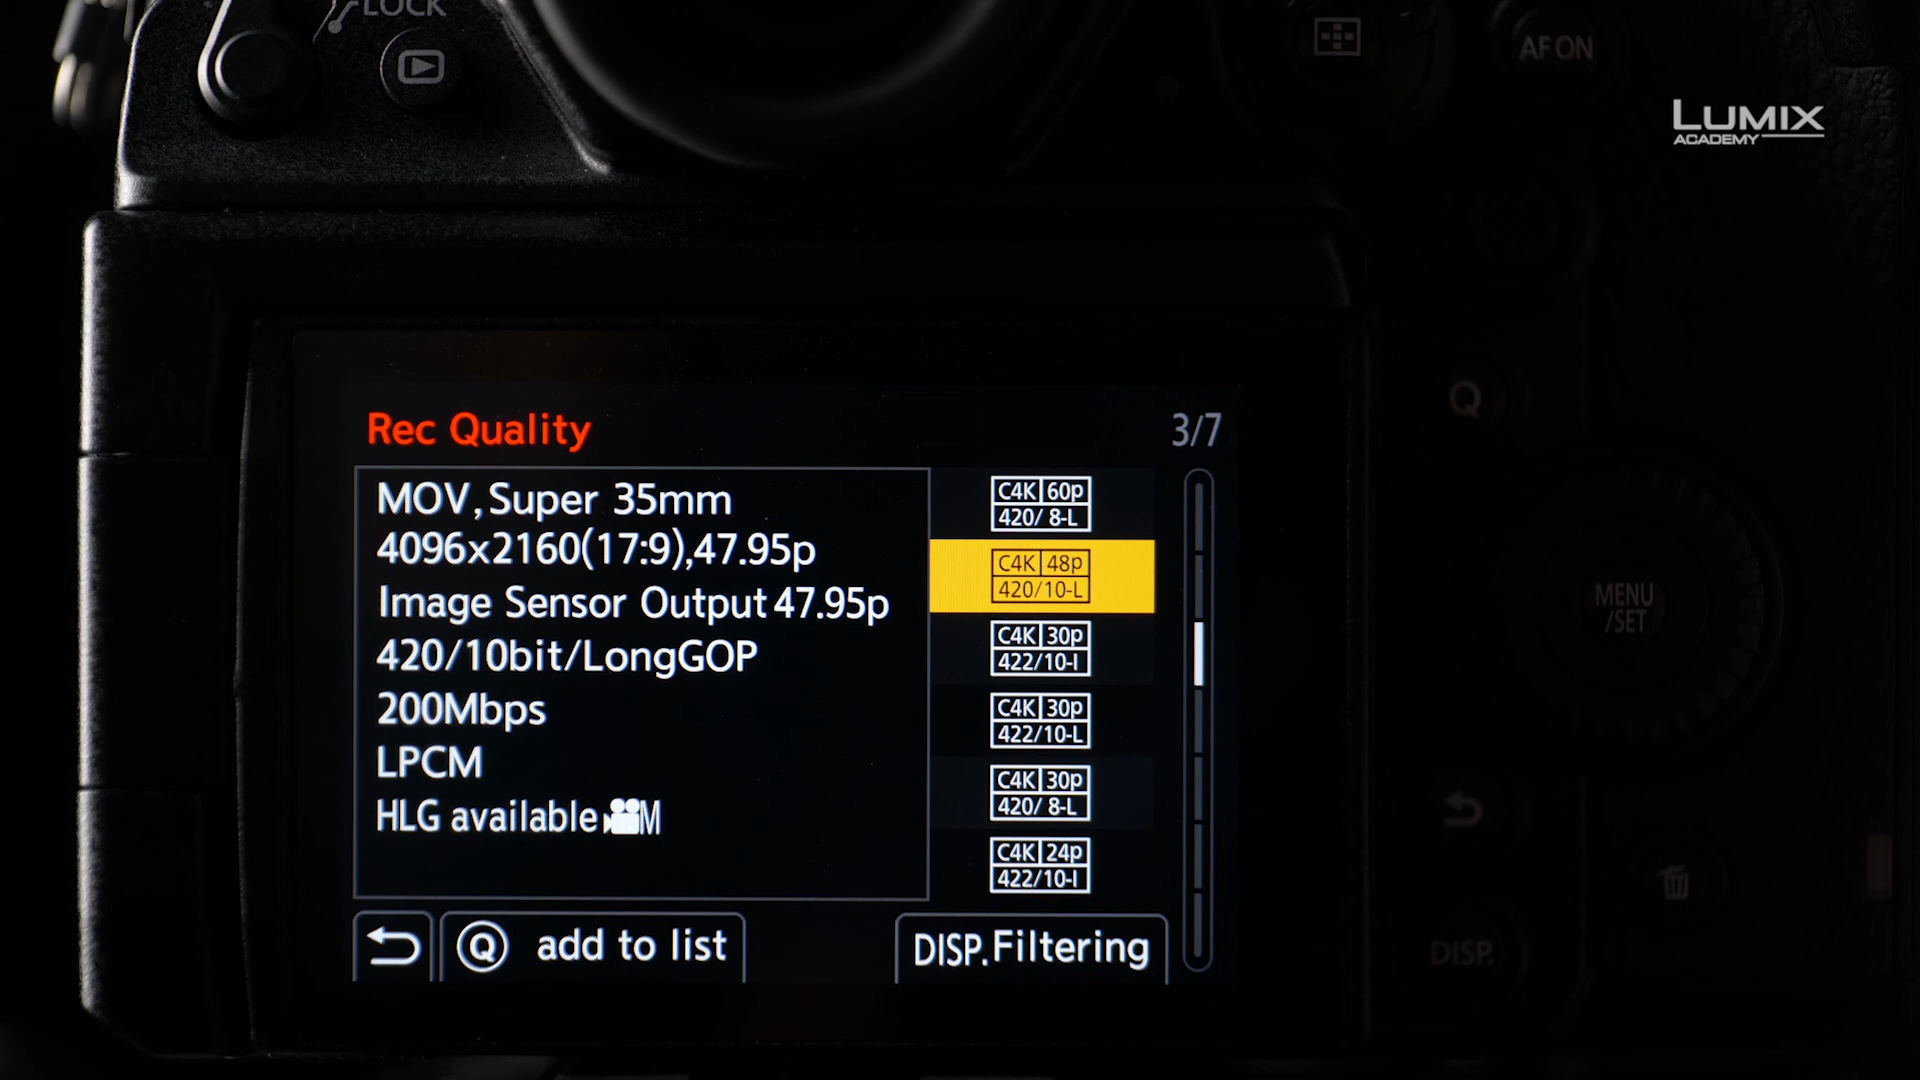 LOCK
AF ON
LUMIX
ACADEMY
Q
Rec Quality
3/7
MOV,Super 35mm
4096x2160(17:9),47.95p
Image Sensor Output 47.95p
420/10bit/LongGOP
200Mbps
LPCM
HLG available M
C4K 60p
420/ 8-L
C4K 48p
420/10-L
C4K 30p
422/10-I
C4K 30p
422/10-L
C4K 30p
420/ 8-L
C4K 24p
422/10-I
MENU
/SET
Q add to list
DISP.Filtering
DISP.